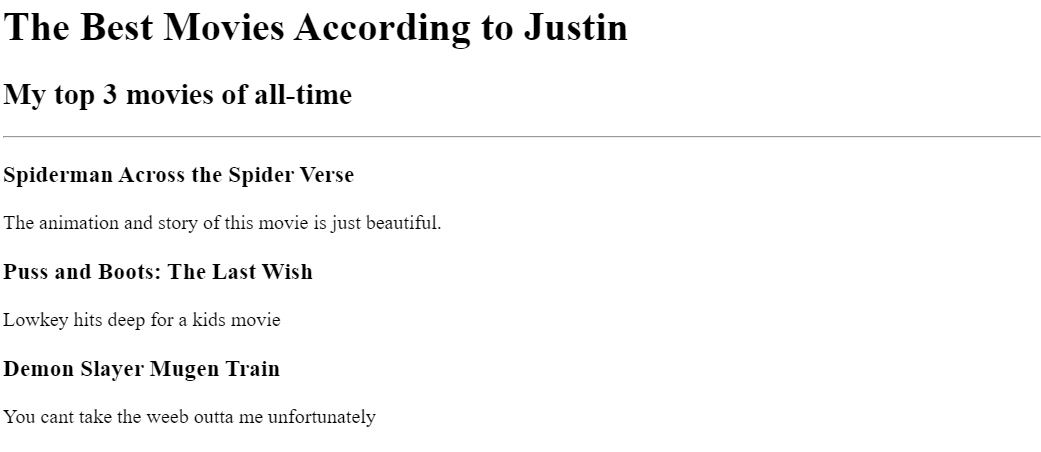 The Best Movies According to Justin
My top 3 movies of all-time
Spiderman Across the Spider Verse
The animation and story of this movie is just beautiful.
Puss and Boots: The Last Wish
Lowkey hits deep for a kids movie
Demon Slayer Mugen Train
You cant take the weeb outta me unfortunately